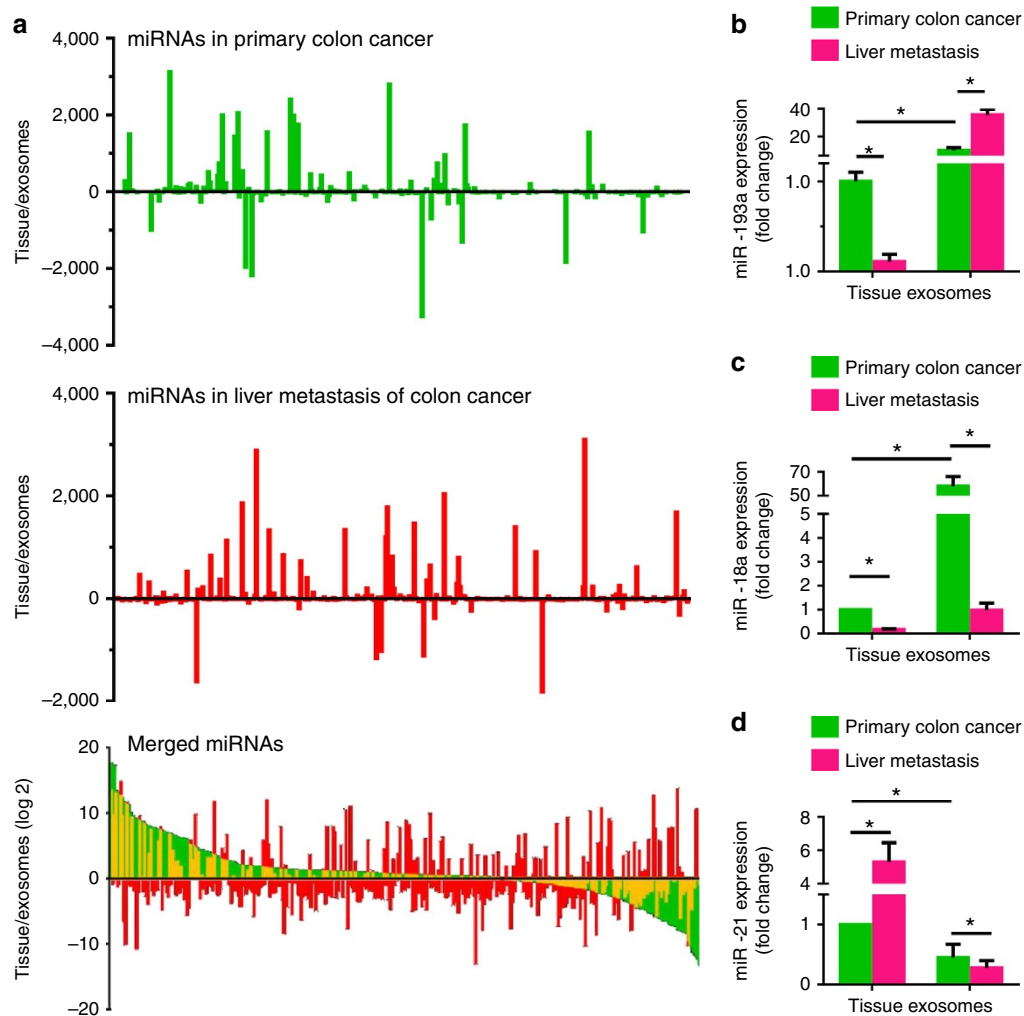 a
miRNAs in primary colon cancer
Tissue/exosomes
4,000
2,000
0
–2,000
–4,000
miRNAs in liver metastasis of colon cancer
Tissue/exosomes
4,000
2,000
0
–2,000
Merged miRNAs
Tissue/exosomes (log 2)
20
10
0
–10
–20
b
Primary colon cancer
Liver metastasis
miR -193a expression
(fold change)
40
20
1.0
1.0
*
*
*
Tissue exosomes
c
Primary colon cancer
Liver metastasis
miR -18a expression
(fold change)
70
50
5
4
3
2
1
0
*
*
*
Tissue exosomes
d
Primary colon cancer
Liver metastasis
miR -21 expression
(fold change)
8
6
4
1
0
*
*
*
Tissue exosomes